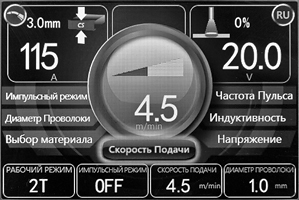 3.0mm
0%
RU
115
A
20.0
V
Импульсный режим
Частота Пульса
4.5
m/min
Диаметр Проволоки
Индуктивность
Выбор материала
Напряжение
Скорость Подачи
РАБОЧИЙ РЕЖИМ
ИМПУЛЬСНЫЙ РЕЖИМ
СКОРОСТЬ ПОДАЧИ
ДИАМЕТР ПРОВОЛОКИ
2T
OFF
4.5 m/min
1.0 mm